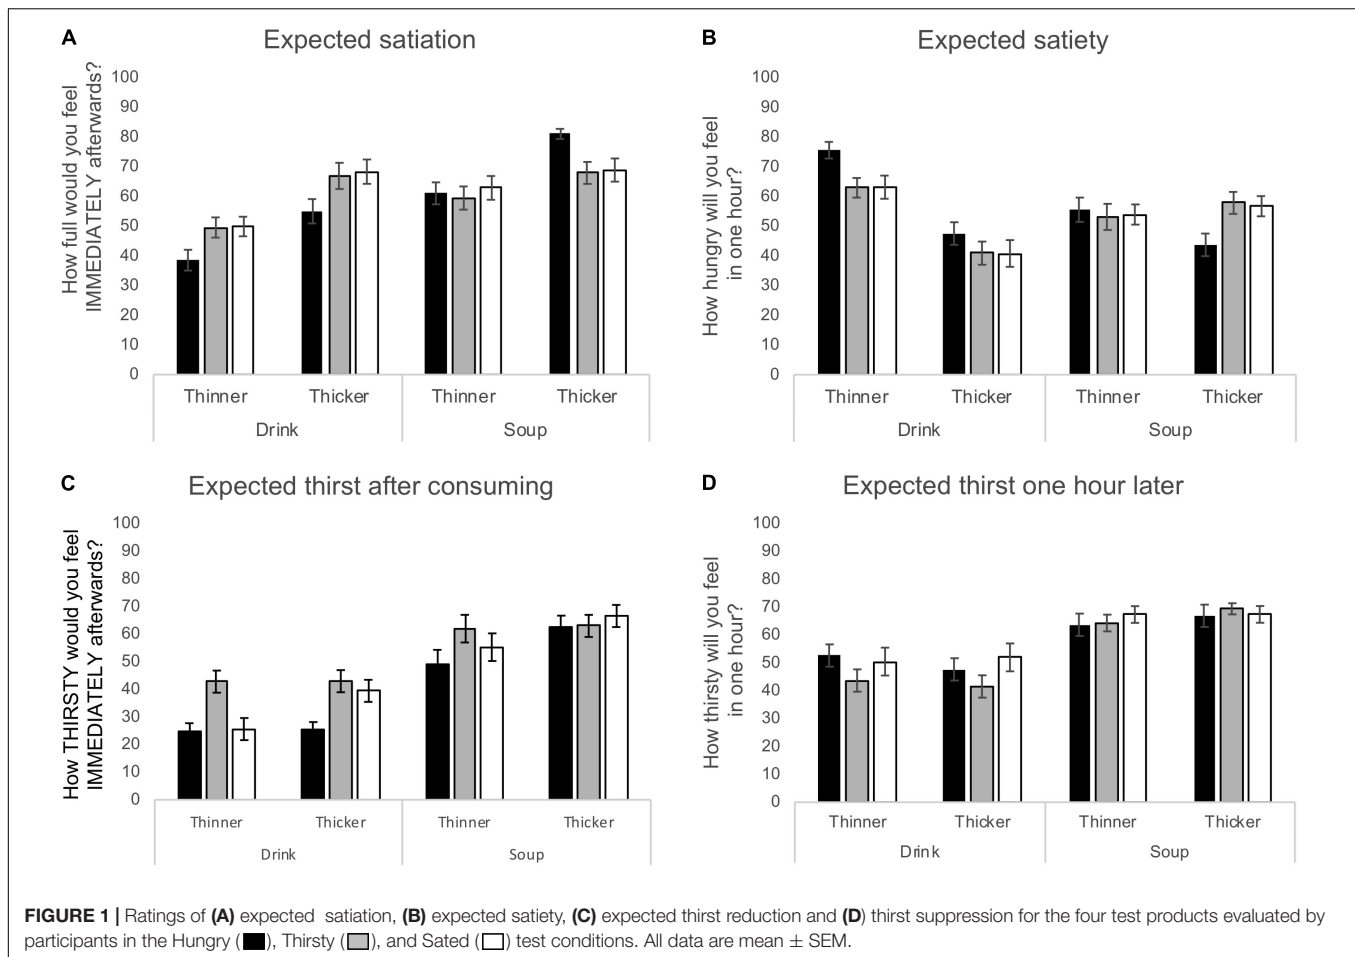 A
Expected satiation
How full would you feel
IMMEDIATELY afterwards?
100
90
80
70
60
50
40
30
20
10
0
Thinner
Thicker
Thinner
Thicker
Drink
Soup
B
Expected satiety
How hungry will you feel
in one hour?
100
90
80
70
60
50
40
30
20
10
0
Thinner
Thicker
Thinner
Thicker
Drink
Soup
C
Expected thirst after consuming
How THIRSTY would you feel
IMMEDIATELY afterwards?
100
90
80
70
60
50
40
30
20
10
0
Thinner
Thicker
Thinner
Thicker
Drink
Soup
D
Expected thirst one hour later
How thirsty will you feel
in one hour?
100
90
80
70
60
50
40
30
20
10
0
Thinner
Thicker
Thinner
Thicker
Drink
Soup
FIGURE 1 | Ratings of (A) expected satiation, (B) expected satiety, (C) expected thirst reduction and (D) thirst suppression for the four test products evaluated by
participants in the Hungry (■), Thirsty (■), and Sated (□) test conditions. All data are mean ± SEM.